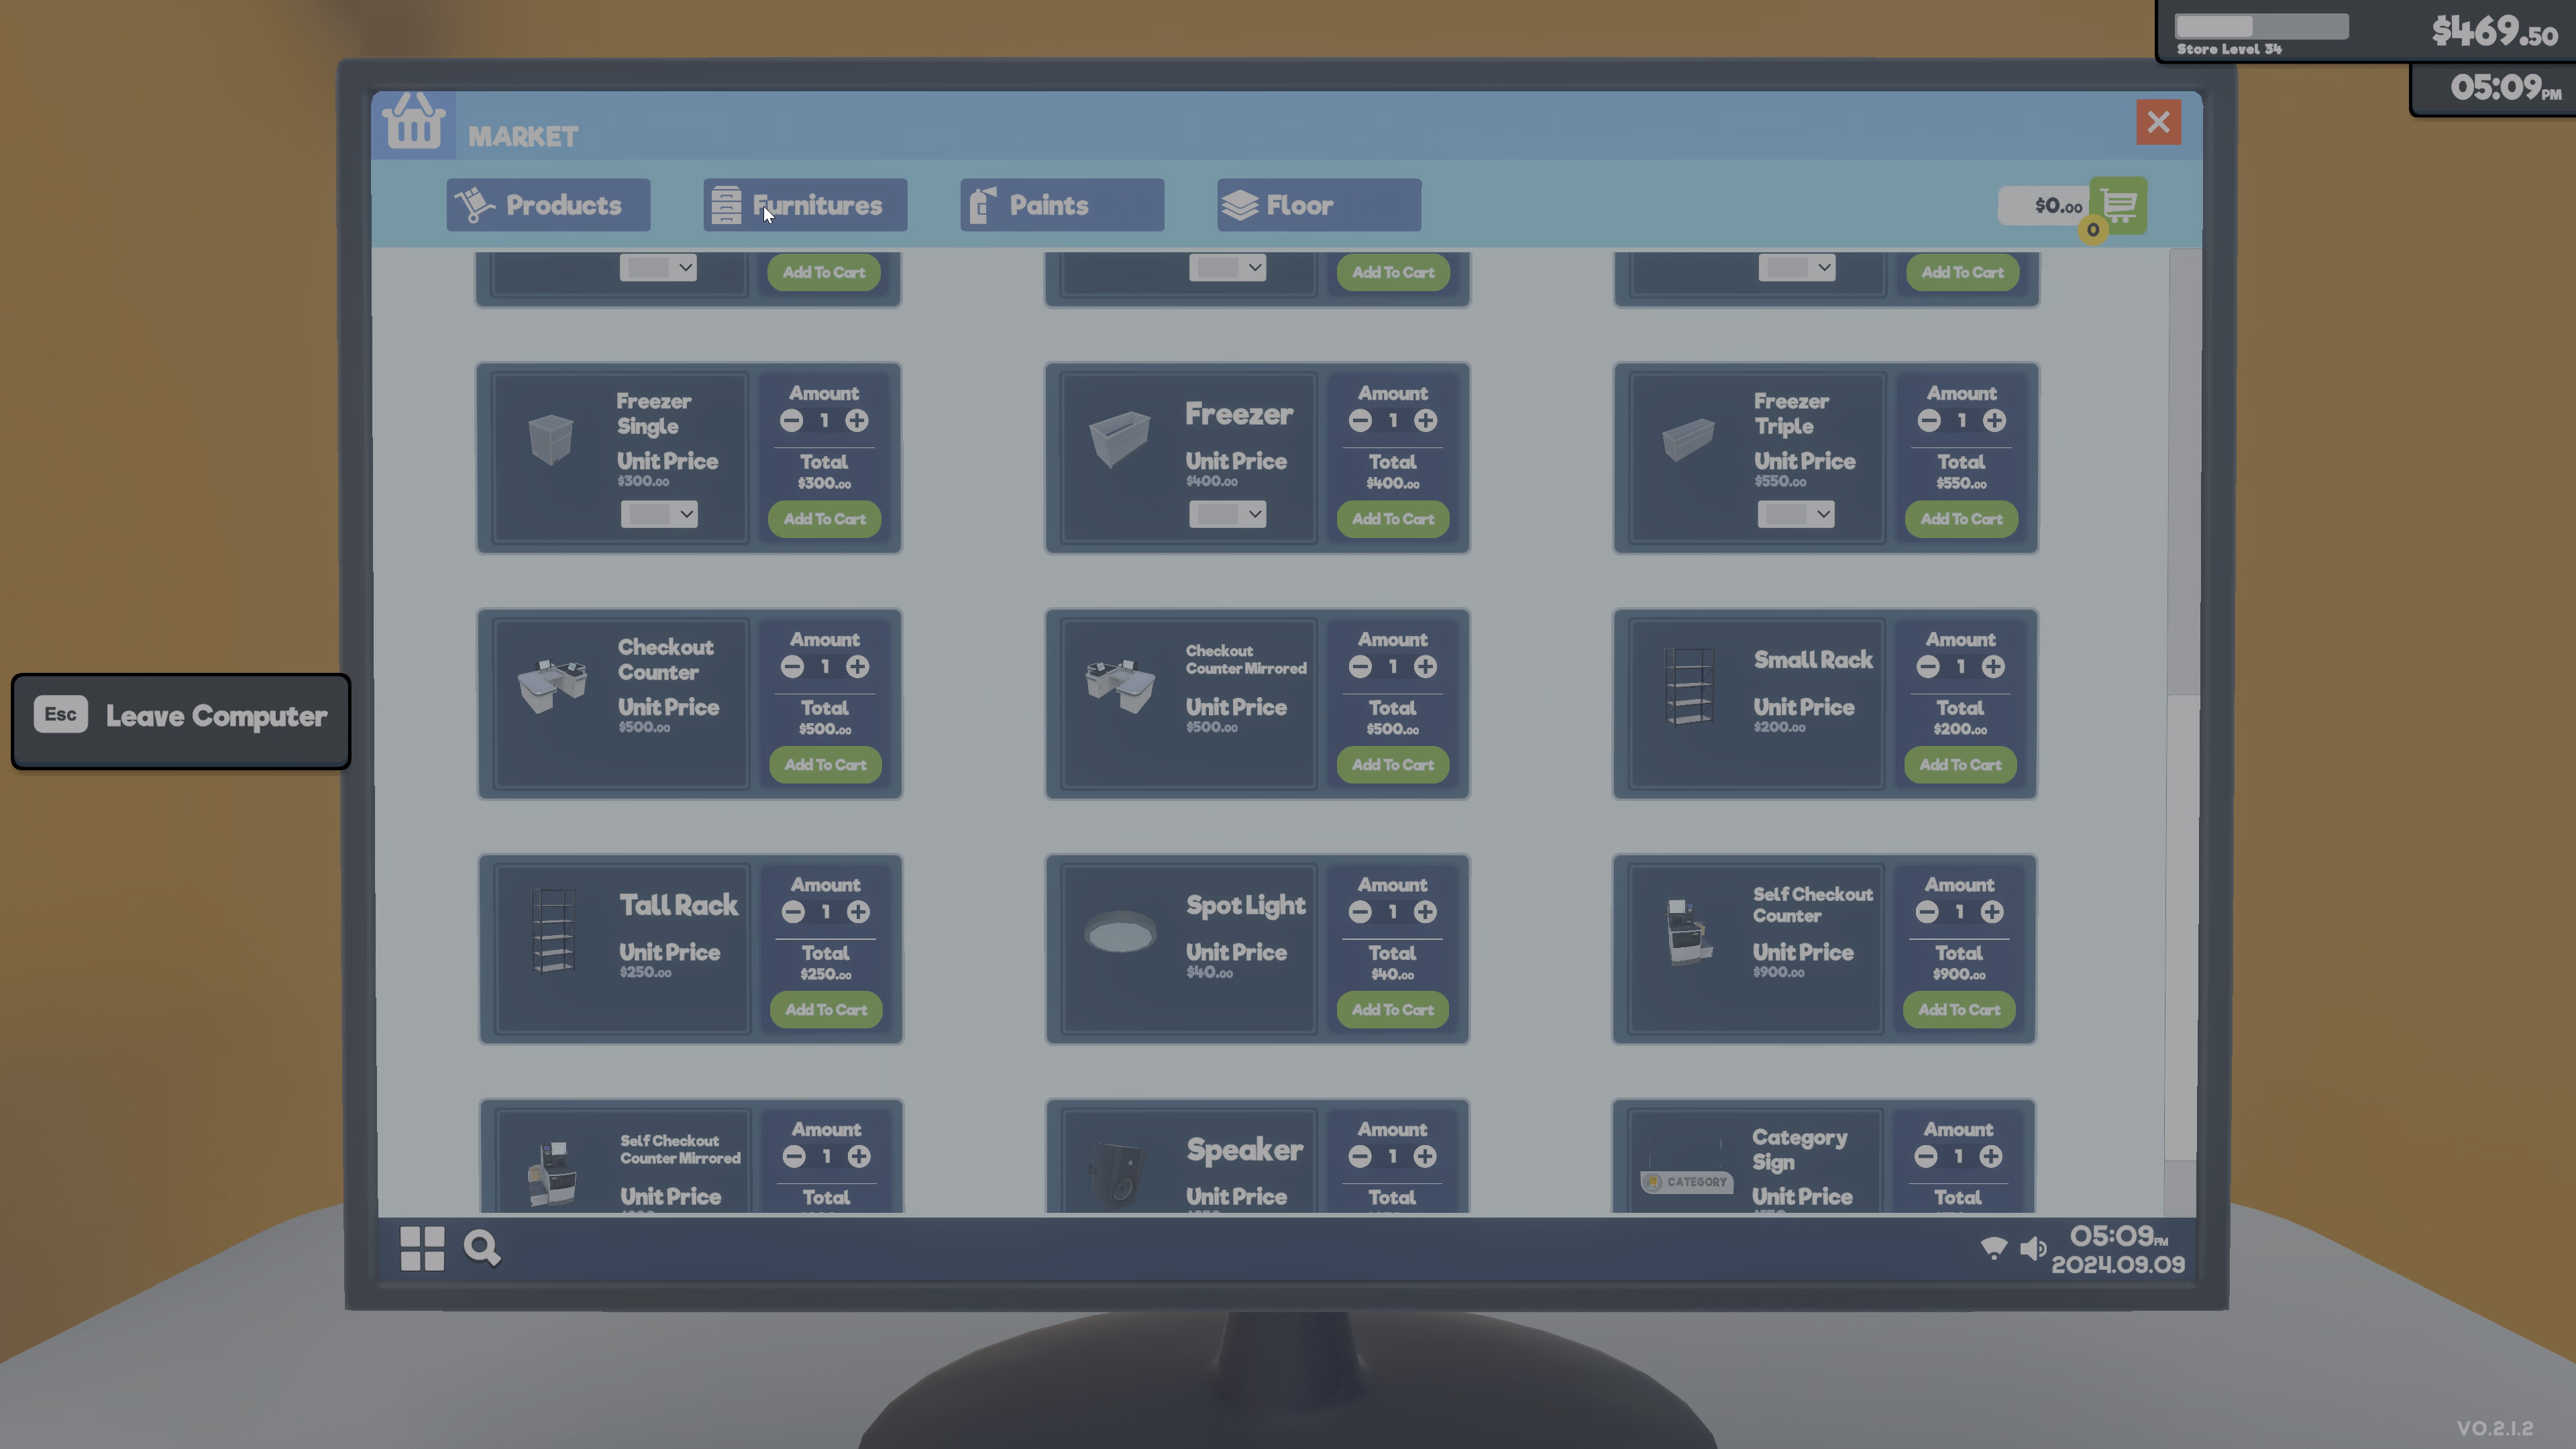 $469.50
Store Level 34
05:09PM
MARKET
Products
Furnitures
Paints
Floor
$0.00
0
Add To Cart
Add To Cart
Add To Cart
Freezer
Single
Unit Price
$300.00
Amount
1
Total
$300.00
Add To Cart
Freezer
Unit Price
$400.00
Amount
1
Total
$400.00
Add To Cart
Freezer
Triple
Unit Price
$550.00
Amount
1
Total
$550.00
Add To Cart
Checkout
Counter
Unit Price
$500.00
Amount
1
Total
$500.00
Add To Cart
Checkout
Counter Mirrored
Unit Price
$500.00
Amount
1
Total
$500.00
Add To Cart
Small Rack
Unit Price
$200.00
Amount
1
Total
$200.00
Add To Cart
Esc Leave Computer
Tall Rack
Unit Price
$250.00
Amount
1
Total
$250.00
Add To Cart
Spot Light
Unit Price
$40.00
Amount
1
Total
$40.00
Add To Cart
Self Checkout
Counter
Unit Price
$900.00
Amount
1
Total
$900.00
Add To Cart
Self Checkout
Counter Mirrored
Unit Price
Amount
1
Total
Speaker
Unit Price
Amount
1
Total
CATEGORY
Category
Sign
Unit Price
Amount
1
Total
05:09PM
2024.09.09
V0.2.1.2